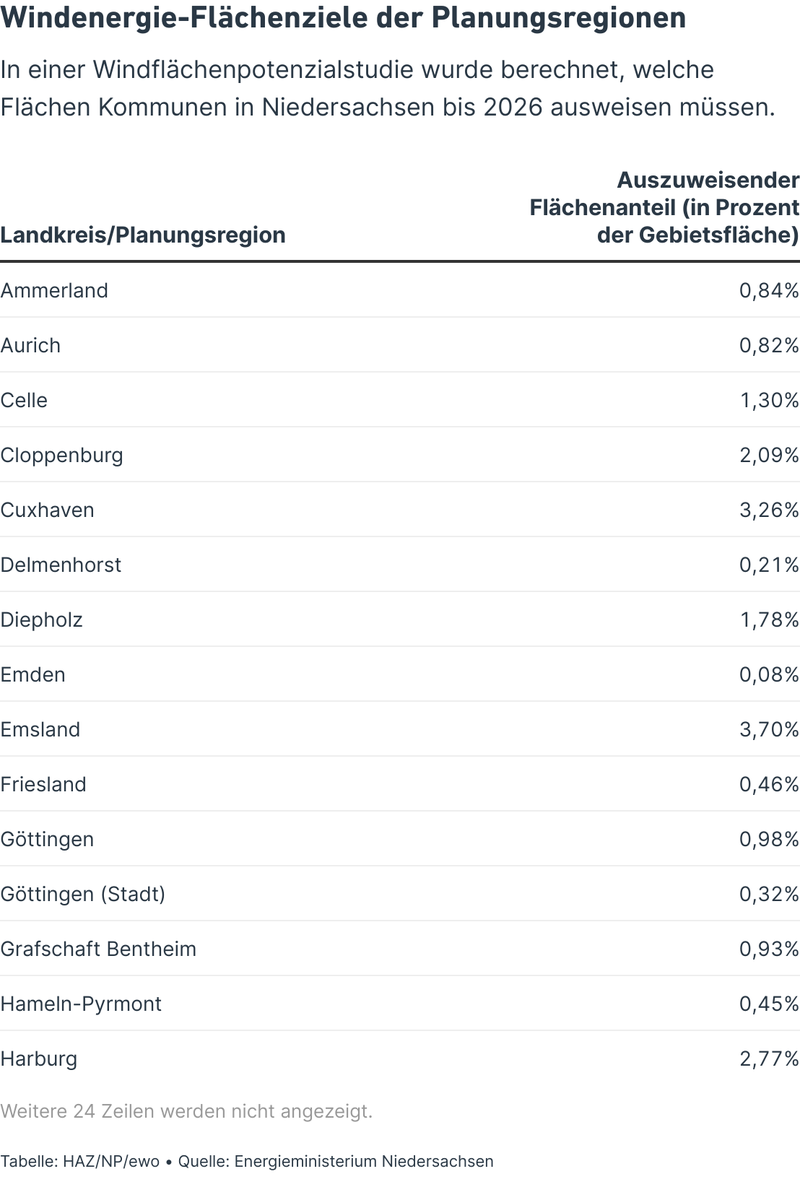 Windenergie-Flächenziele der Planungsregionen
In einer Windflächenpotenzialstudie wurde berechnet, welche
Flächen Kommunen in Niedersachsen bis 2026 ausweisen müssen.
Auszuweisender
Flächenanteil (in Prozent
Landkreis/Planungsregion der Gebietsfläche)
Ammerland 0,84%
Aurich 0,82%
Celle 1,30%
Cloppenburg 2,09%
Cuxhaven 3,26%
Delmenhorst 0,21%
Diepholz 1,78%
Emden 0,08%
Emsland 3,70%
Friesland 0,46%
Göttingen 0,98%
Göttingen (Stadt) 0,32%
Grafschaft Bentheim 0,93%
Hameln-Pyrmont 0,45%
Harburg 2,77%
Weitere 24 Zeilen werden nicht angezeigt.
Tabelle: HAZ/NP/ewo • Quelle: Energieministerium Niedersachsen